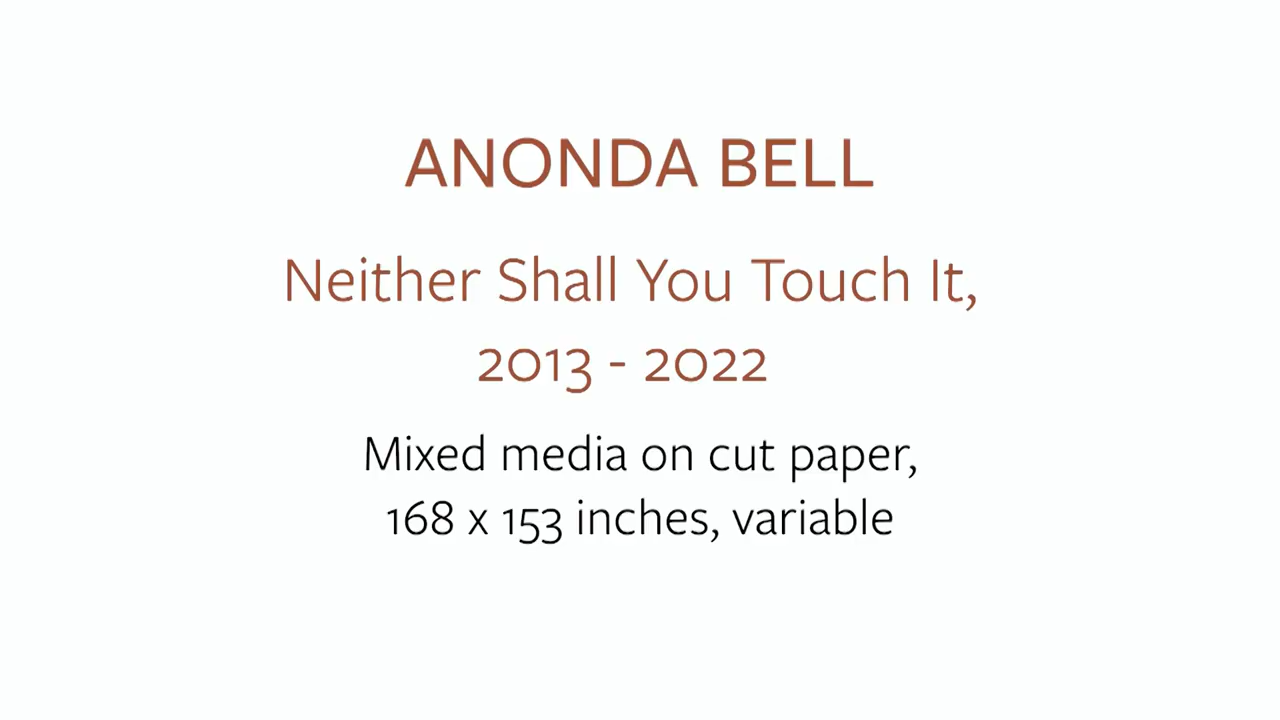 ANONDA BELL
Neither Shall You Touch It,
2013 - 2022
Mixed media on cut paper,
168 x 153 inches, variable